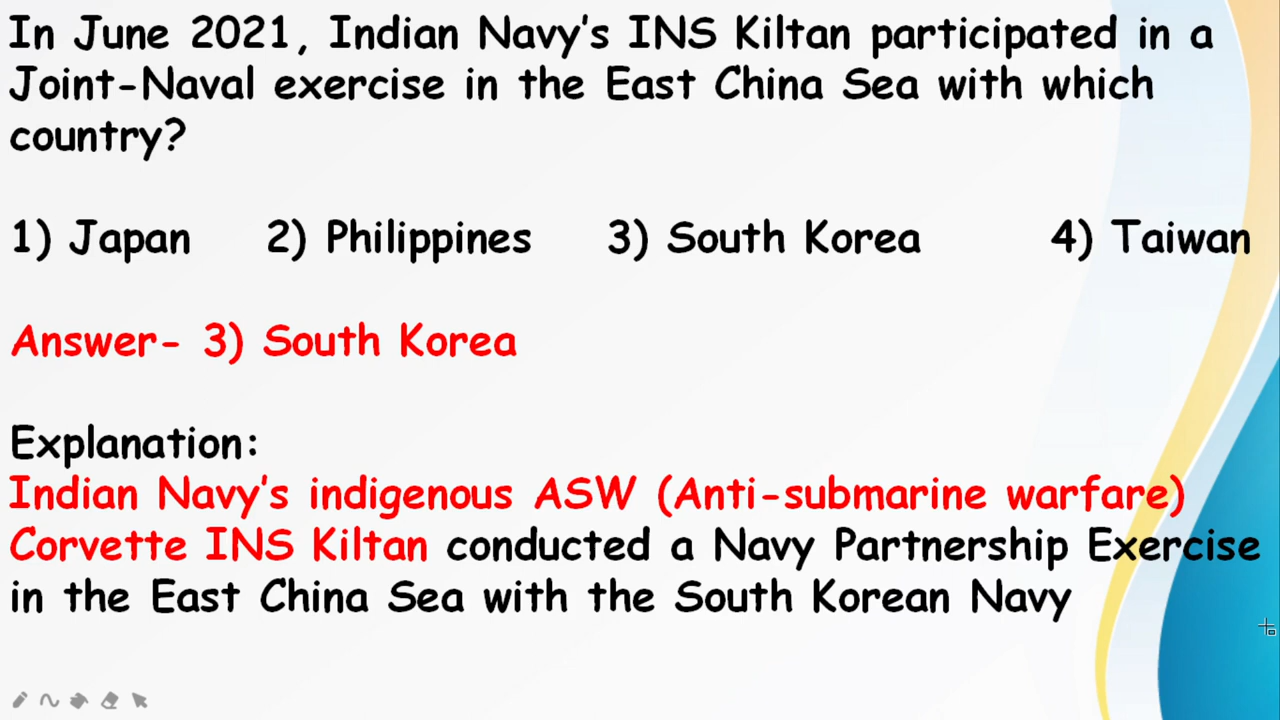 In June 2021, Indian Navy's INS Kiltan participated in a
Joint-Naval exercise in the East China Sea with which
country?
1) Japan 2) Philippines 3) South Korea 4) Taiwan
Answer- 3) South Korea
Explanation:
Indian Navy's indigenous ASW (Anti-submarine warfare)
Corvette INS Kiltan conducted a Navy Partnership Exercise
in the East China Sea with the South Korean Navy